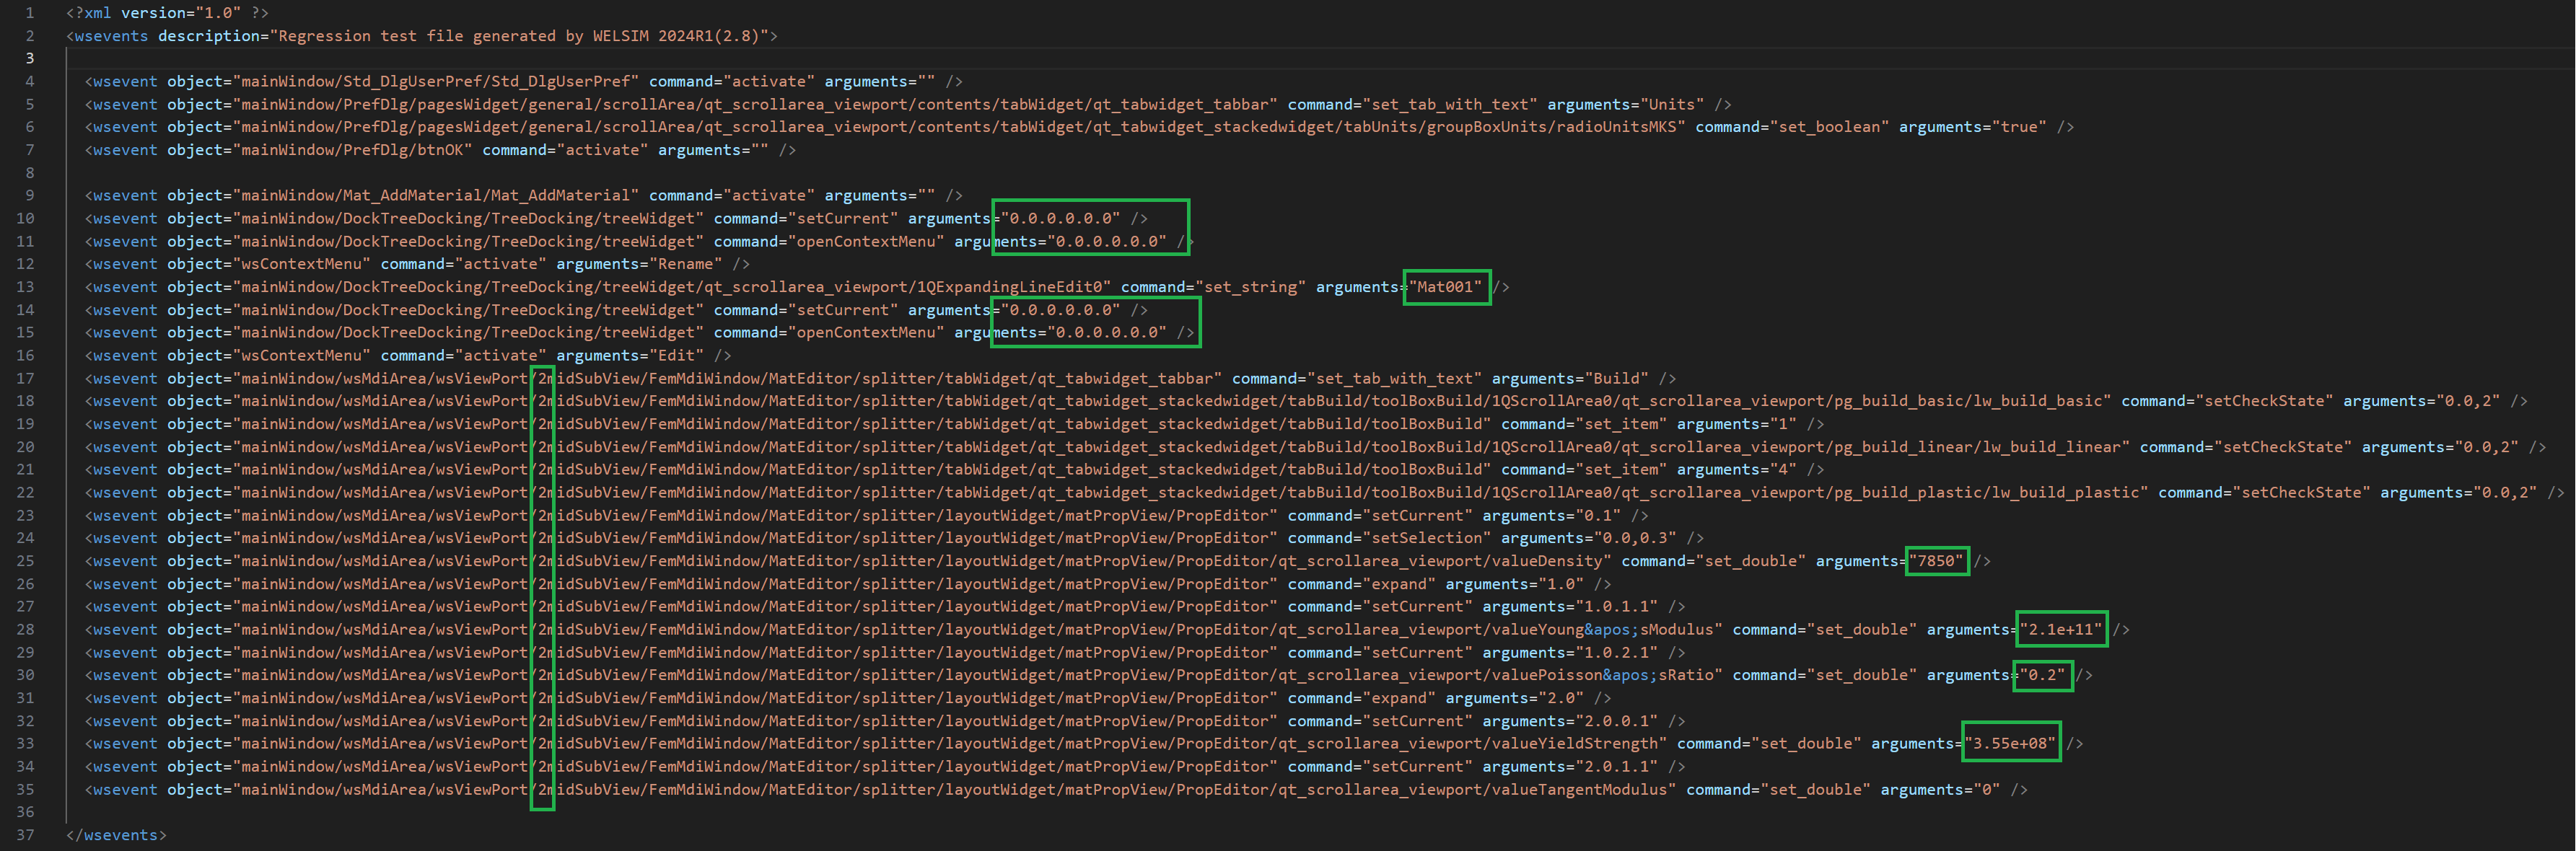 1 <?xml version="1.0" ?>
2 <wsevents description="Regression test file generated by WELSIM 2024R1(2.8)">
3
4 <wsevent object="mainWindow/Std_DlgUserPref/Std_DlgUserPref" command="activate" arguments="" />
5 <wsevent object="mainWindow/PrefDlg/pagesWidget/general/scrollArea/qt_scrollarea_viewport/contents/tabWidget/qt_tabwidget_tabbar" command="set_tab_with_text" arguments="Units" />
6 <wsevent object="mainWindow/PrefDlg/pagesWidget/general/scrollArea/qt_scrollarea_viewport/contents/tabWidget/qt_tabwidget_stackedwidget/tabUnits/groupBoxUnits/radioUnitsMKS" command="set_boolean" arguments="true" />
7 <wsevent object="mainWindow/PrefDlg/btnOK" command="activate" arguments="" />
8
9 <wsevent object="mainWindow/Mat_AddMaterial/Mat_AddMaterial" command="activate" arguments="" />
10 <wsevent object="mainWindow/DockTreeDocking/TreeDocking/treeWidget" command="setCurrent" arguments="0.0.0.0.0.0" />
11 <wsevent object="mainWindow/DockTreeDocking/TreeDocking/treeWidget" command="openContextMenu" arguments="0.0.0.0.0.0" />
12 <wsevent object="wsContextMenu" command="activate" arguments="Rename" />
13 <wsevent object="mainWindow/DockTreeDocking/TreeDocking/treeWidget/qt_scrollarea_viewport/1QExpandingLineEdit0" command="set_string" arguments="Mat001" />
14 <wsevent object="mainWindow/DockTreeDocking/TreeDocking/treeWidget" command="setCurrent" arguments="0.0.0.0.0.0" />
15 <wsevent object="mainWindow/DockTreeDocking/TreeDocking/treeWidget" command="openContextMenu" arguments="0.0.0.0.0.0" />
16 <wsevent object="wsContextMenu" command="activate" arguments="Edit" />
17 <wsevent object="mainWindow/wsMdiArea/wsViewPort/2midSubView/FemMdiWindow/MatEditor/splitter/tabWidget/qt_tabwidget_tabbar" command="set_tab_with_text" arguments="Build" />
18 <wsevent object="mainWindow/wsMdiArea/wsViewPort/2midSubView/FemMdiWindow/MatEditor/splitter/tabWidget/qt_tabwidget_stackedwidget/tabBuild/toolBoxBuild/1QScrollArea0/qt_scrollarea_viewport/pg_build_basic/lw_build_basic" command="setCheckState" arguments="0.0,2" />
19 <wsevent object="mainWindow/wsMdiArea/wsViewPort/2midSubView/FemMdiWindow/MatEditor/splitter/tabWidget/qt_tabwidget_stackedwidget/tabBuild/toolBoxBuild" command="set_item" arguments="1" />
20 <wsevent object="mainWindow/wsMdiArea/wsViewPort/2midSubView/FemMdiWindow/MatEditor/splitter/tabWidget/qt_tabwidget_stackedwidget/tabBuild/toolBoxBuild/1QScrollArea0/qt_scrollarea_viewport/pg_build_linear/lw_build_linear" command="setCheckState" arguments="0.0,2" />
21 <wsevent object="mainWindow/wsMdiArea/wsViewPort/2midSubView/FemMdiWindow/MatEditor/splitter/tabWidget/qt_tabwidget_stackedwidget/tabBuild/toolBoxBuild" command="set_item" arguments="4" />
22 <wsevent object="mainWindow/wsMdiArea/wsViewPort/2midSubView/FemMdiWindow/MatEditor/splitter/tabWidget/qt_tabwidget_stackedwidget/tabBuild/toolBoxBuild/1QScrollArea0/qt_scrollarea_viewport/pg_build_plastic/lw_build_plastic" command="setCheckState" arguments="0.0,2" />
23 <wsevent object="mainWindow/wsMdiArea/wsViewPort/2midSubView/FemMdiWindow/MatEditor/splitter/layoutWidget/matPropView/PropEditor" command="setCurrent" arguments="0.1" />
24 <wsevent object="mainWindow/wsMdiArea/wsViewPort/2midSubView/FemMdiWindow/MatEditor/splitter/layoutWidget/matPropView/PropEditor" command="setSelection" arguments="0.0,0.3" />
25 <wsevent object="mainWindow/wsMdiArea/wsViewPort/2midSubView/FemMdiWindow/MatEditor/splitter/layoutWidget/matPropView/PropEditor/qt_scrollarea_viewport/valueDensity" command="set_double" arguments="7850" />
26 <wsevent object="mainWindow/wsMdiArea/wsViewPort/2midSubView/FemMdiWindow/MatEditor/splitter/layoutWidget/matPropView/PropEditor" command="expand" arguments="1.0" />
27 <wsevent object="mainWindow/wsMdiArea/wsViewPort/2midSubView/FemMdiWindow/MatEditor/splitter/layoutWidget/matPropView/PropEditor" command="setCurrent" arguments="1.0.1.1" />
28 <wsevent object="mainWindow/wsMdiArea/wsViewPort/2midSubView/FemMdiWindow/MatEditor/splitter/layoutWidget/matPropView/PropEditor/qt_scrollarea_viewport/valueYoung&apos;sModulus" command="set_double" arguments="2.1e+11" />
29 <wsevent object="mainWindow/wsMdiArea/wsViewPort/2midSubView/FemMdiWindow/MatEditor/splitter/layoutWidget/matPropView/PropEditor" command="setCurrent" arguments="1.0.2.1" />
30 <wsevent object="mainWindow/wsMdiArea/wsViewPort/2midSubView/FemMdiWindow/MatEditor/splitter/layoutWidget/matPropView/PropEditor/qt_scrollarea_viewport/valuePoisson&apos;sRatio" command="set_double" arguments="0.2" />
31 <wsevent object="mainWindow/wsMdiArea/wsViewPort/2midSubView/FemMdiWindow/MatEditor/splitter/layoutWidget/matPropView/PropEditor" command="expand" arguments="2.0" />
32 <wsevent object="mainWindow/wsMdiArea/wsViewPort/2midSubView/FemMdiWindow/MatEditor/splitter/layoutWidget/matPropView/PropEditor" command="setCurrent" arguments="2.0.0.1" />
33 <wsevent object="mainWindow/wsMdiArea/wsViewPort/2midSubView/FemMdiWindow/MatEditor/splitter/layoutWidget/matPropView/PropEditor/qt_scrollarea_viewport/valueYieldStrength" command="set_double" arguments="3.55e+08" />
34 <wsevent object="mainWindow/wsMdiArea/wsViewPort/2midSubView/FemMdiWindow/MatEditor/splitter/layoutWidget/matPropView/PropEditor" command="setCurrent" arguments="2.0.1.1" />
35 <wsevent object="mainWindow/wsMdiArea/wsViewPort/2midSubView/FemMdiWindow/MatEditor/splitter/layoutWidget/matPropView/PropEditor/qt_scrollarea_viewport/valueTangentModulus" command="set_double" arguments="0" />
36
37 </wsevents>